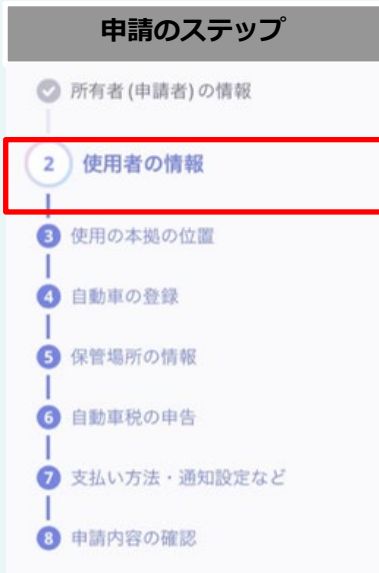 申請のステップ
所有者(申請者)の情報
2 使用者の情報
3 使用の本拠の位置
4 自動車の登録
5 保管場所の情報
6 自動車税の申告
7 支払い方法・通知設定など
8 申請内容の確認